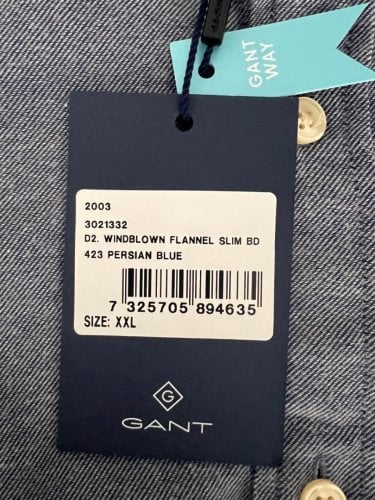 GANT
WAY
2003
3021332
D2. WINDBLOWN FLANNEL SLIM BD
423 PERSIAN BLUE
7 325705 894635
SIZE: XXL
G
GANT